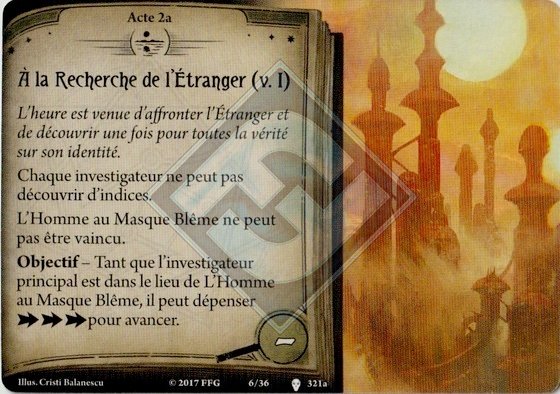 Acte 2a
À la Recherche de l'Étranger (v. I)
L'heure est venue d'affronter l'Étranger et
de découvrir une fois pour toutes la vérité
sur son identité.
Chaque investigateur ne peut pas
découvrir d'indices.
L'Homme au Masque Blême ne peut
pas être vaincu.
Objectif – Tant que l'investigateur
principal est dans le lieu de L'Homme
au Masque Blême, il peut dépenser
pour avancer.
–
Illus. Cristi Balanescu © 2017 FFG 6/36 321a